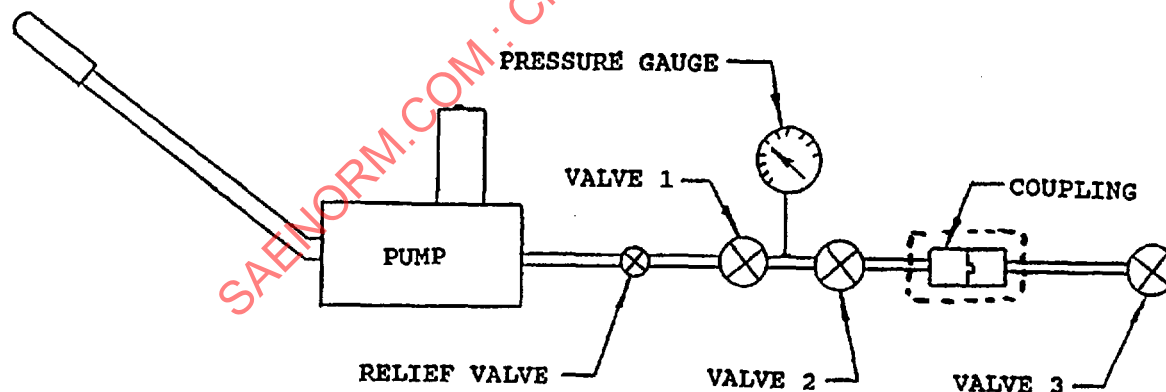 PRESSURE GAUGE
VALVE 1
COUPLING
PUMP
RELIEF VALVE
VALVE 2
VALVE 3
SAENORM.COM :